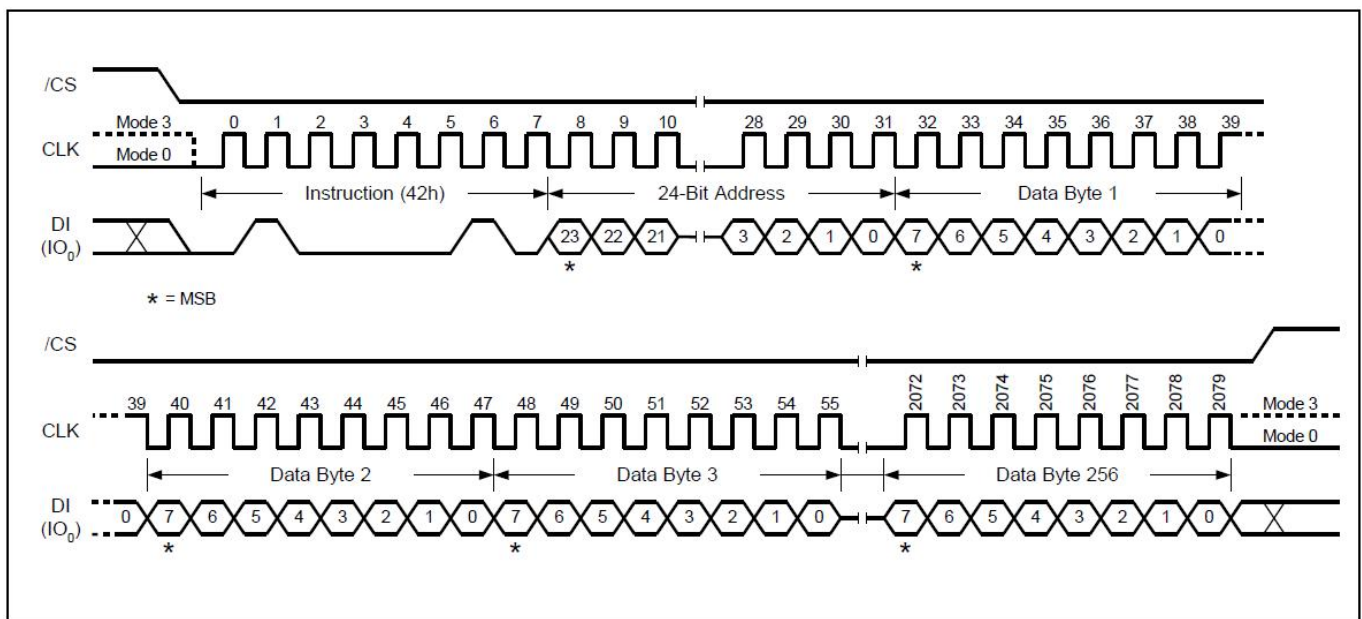 /CS
Mode 3 0 1 2 3 4 5 6 7 8 9 10 28 29 30 31 32 33 34 35 36 37 38 39
CLK
Mode 0
Instruction (42h) 24-Bit Address Data Byte 1
DI
(IO0) 23 22 21 3 2 1 0 7 6 5 4 3 2 1 0
* *
* = MSB
/CS
39 40 41 42 43 44 45 46 47 48 49 50 51 52 53 54 55 2072 2073 2074 2075 2076 2077 2078 2079 Mode 3
CLK
Mode 0
Data Byte 2 Data Byte 3 Data Byte 256
DI
(IO0) 0 7 6 5 4 3 2 1 0 7 6 5 4 3 2 1 0 7 6 5 4 3 2 1 0
* * *